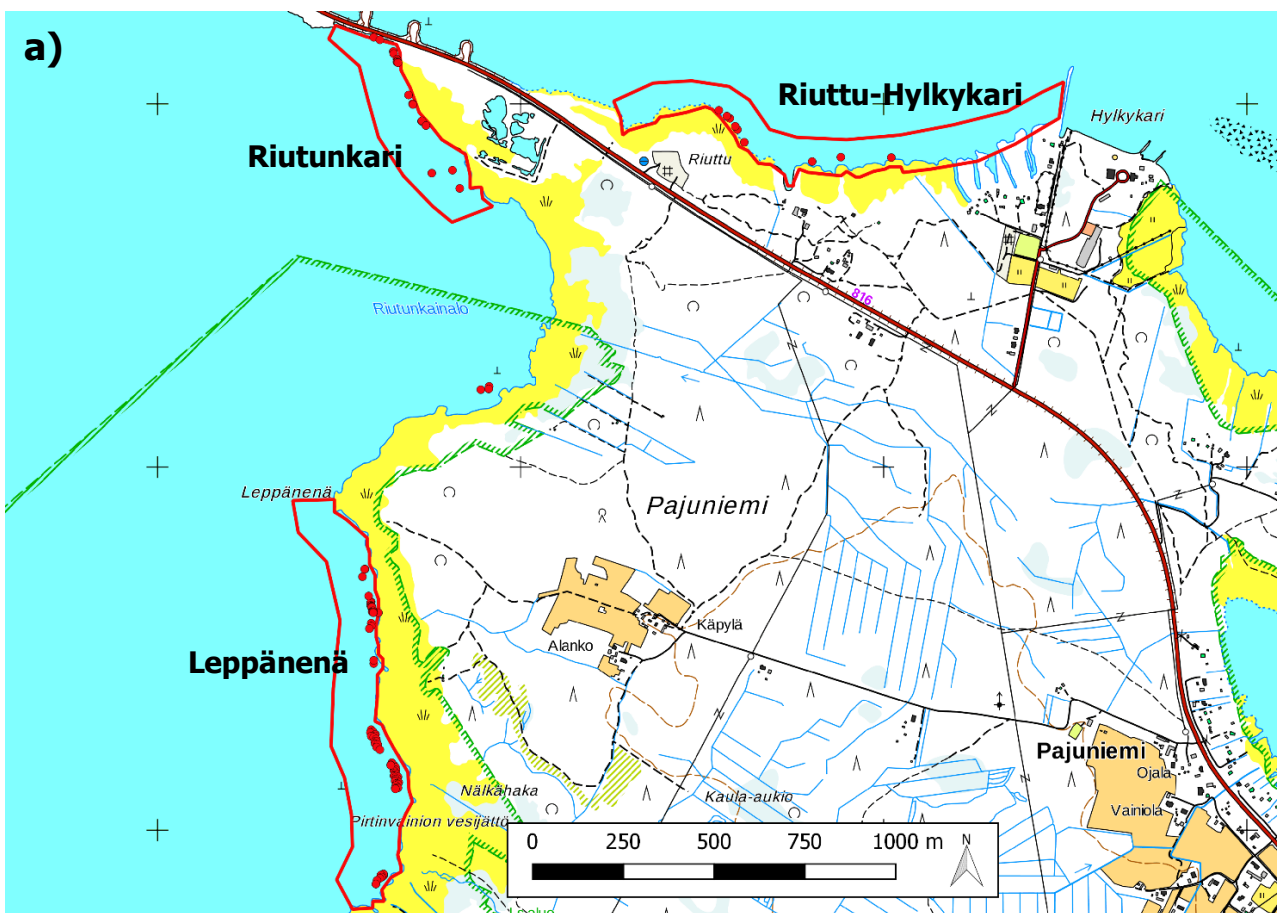 a)
Riuttu-Hylkykari
Hylkykari
Riutunkari
Riuttu
816
Riutunkainalo
Leppänenä
Pajuniemi
Käpylä
Alanko
Leppänenä
Pajuniemi
Ojala
Nälkähaka
Kaula-aukio
Vainiola
Pirtinvainion vesijättö
0 250 500 750 1000 m
N